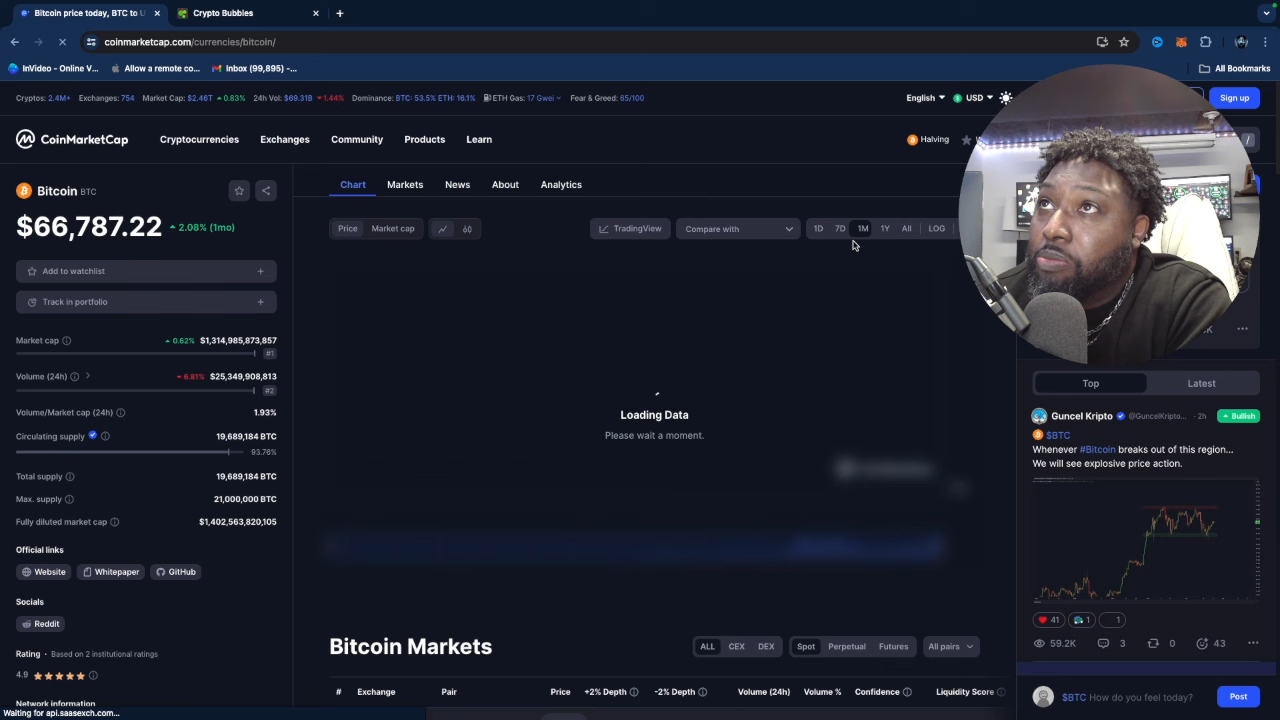 Bitcoin price today, BTC to U
Crypto Bubbles
coinmarketcap.com/currencies/bitcoin/
InVideo - Online V...
Allow a remote co...
Inbox (99,895) -...
All Bookmarks
Cryptos: 2.4M+ Exchanges: 754 Market Cap: $2.46T 0.83% 24h Vol: $69.31B 1.44% Dominance: BTC: 53.5% ETH: 16.1% ETH Gas: 17 Gwei Fear & Greed: 65/100
English USD
Sign up
CoinMarketCap
Cryptocurrencies Exchanges Community Products Learn
Halving
/
Bitcoin BTC
$66,787.22 2.08% (1mo)
Add to watchlist +
Track in portfolio +
Market cap 0.62% $1,314,985,873,857
#1
Volume (24h) 6.81% $25,349,908,813
#2
Volume/Market cap (24h) 1.93%
Circulating supply 19,689,184 BTC
93.76%
Total supply 19,689,184 BTC
Max. supply 21,000,000 BTC
Fully diluted market cap $1,402,563,820,105
Official links
Website Whitepaper GitHub
Socials
Reddit
Rating · Based on 2 institutional ratings
4.9
Network information
Waiting for api.saasexch.com...
Chart Markets News About Analytics
Price Market cap
TradingView
Compare with
1D 7D 1M 1Y All LOG
Loading Data
Please wait a moment.
Bitcoin Markets
ALL CEX DEX
Spot Perpetual Futures
All pairs
# Exchange Pair Price +2% Depth -2% Depth Volume (24h) Volume % Confidence Liquidity Score
Top Latest
Guncel Kripto @GuncelKripto... · 2h Bullish
$BTC
Whenever #Bitcoin breaks out of this region...
We will see explosive price action.
41 1 1
59.2K 3 0 43
$BTC How do you feel today?
Post